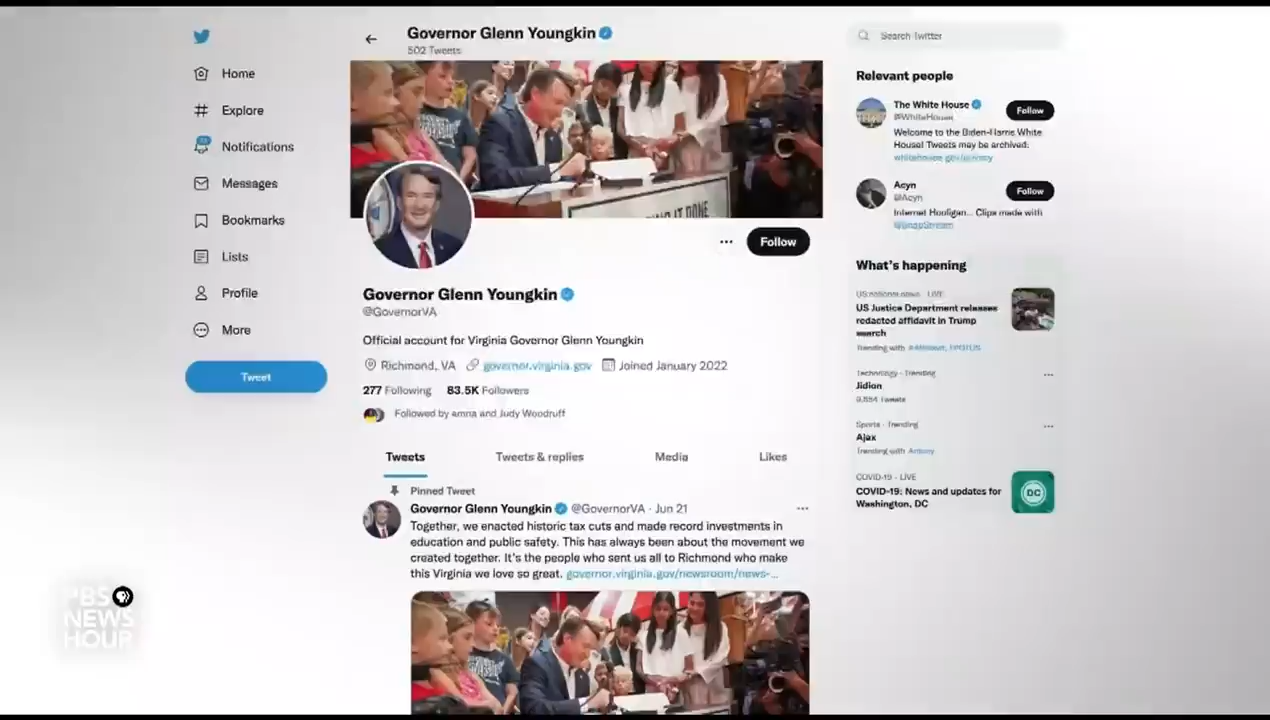 Governor Glenn Youngkin
502 Tweets
Search Twitter
Home
Explore
Notifications
Messages
Bookmarks
Lists
Profile
More
Tweet
Follow
Governor Glenn Youngkin
@GovernorVA
Official account for Virginia Governor Glenn Youngkin
Richmond, VA governor.virginia.gov Joined January 2022
277 Following 83.5K Followers
Followed by amna and Judy Woodruff
Tweets Tweets & replies Media Likes
Pinned Tweet
Governor Glenn Youngkin @GovernorVA · Jun 21
Together, we enacted historic tax cuts and made record investments in
education and public safety. This has always been about the movement we
created together. It's the people who sent us all to Richmond who make
this Virginia we love so great. governor.virginia.gov/newsroom/news-...
IT DONE
Relevant people
The White House
@WhiteHouse
Follow
Welcome to the Biden-Harris White
House! Tweets may be archived:
whitehouse.gov/privacy
Acyn
@Acyn
Follow
Internet Hooligan... Clips made with
@SnapStream
What's happening
US national news · LIVE
US Justice Department releases
redacted affidavit in Trump
search
Trending with
Technology · Trending
Jidion
Tweets
Sports · Trending
Ajax
Trending with Antony
COVID-19 · LIVE
COVID-19: News and updates for
Washington, DC
DC
PBS
NEWS
HOUR